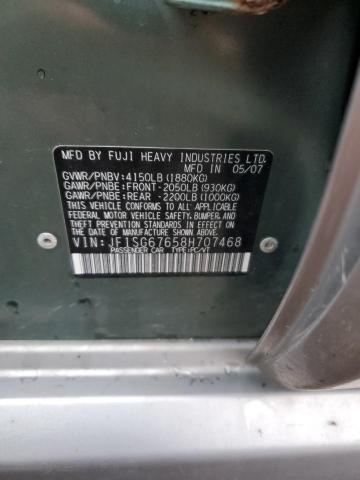 MFD BY FUJI HEAVY INDUSTRIES LTD.
MFD IN 05/07
GVWR/PNBV:4150LB (1880KG)
GAWR/PNBE:FRONT-2050LB (930KG)
GAWR/PNBE:REAR -2200LB (1000KG)
THIS VEHICLE CONFORMS TO ALL APPLICABLE
FEDERAL MOTOR VEHICLE SAFETY, BUMPER, AND THEFT
PREVENTION STANDARDS IN EFFECT ON THE DATE OF
MANUFACTURE SHOWN ABOVE.
VIN: JF1SG67658H707468
PASSENGER CAR TYPE:PC/VT